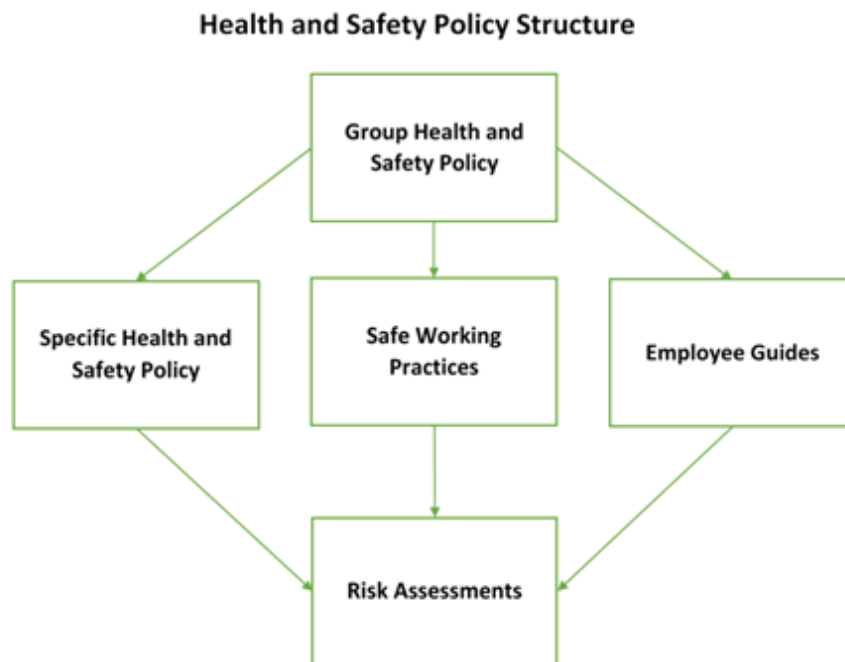 Health and Safety Policy Structure
Group Health and
Safety Policy
Specific Health and
Safety Policy
Safe Working
Practices
Employee Guides
Risk Assessments